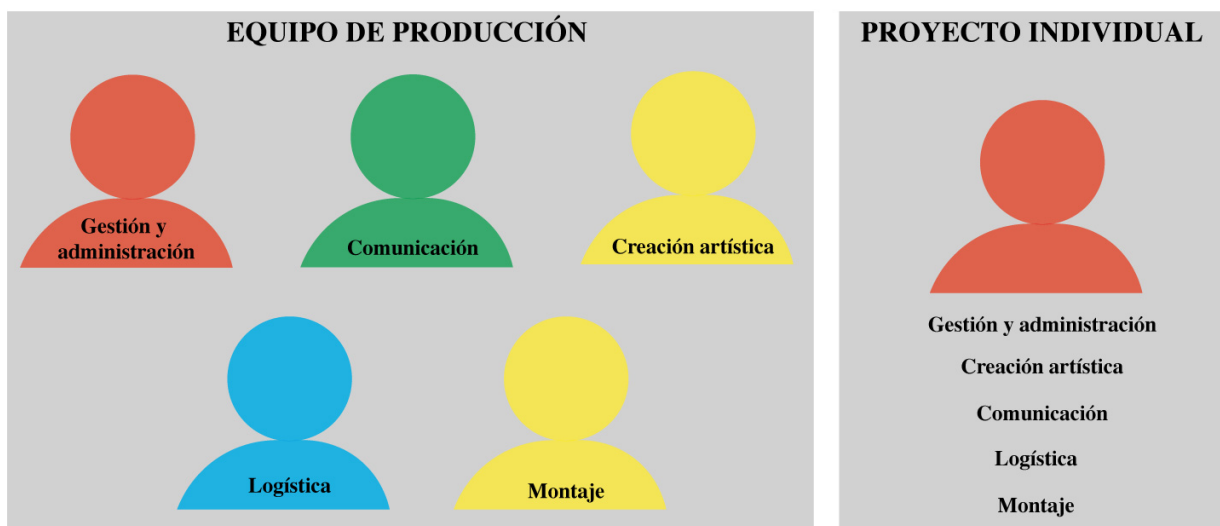 EQUIPO DE PRODUCCIÓN
Gestión y
administración
Comunicación
Creación artística
Logística
Montaje
PROYECTO INDIVIDUAL
Gestión y administración
Creación artística
Comunicación
Logística
Montaje